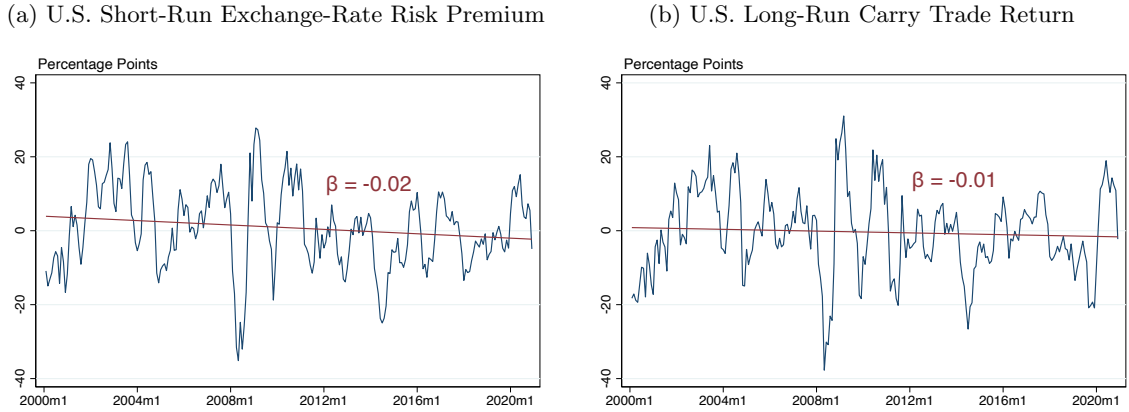 (a) U.S. Short-Run Exchange-Rate Risk Premium
Percentage Points
40
20
0
20
40
β = -0.02
2000m1 2004m1 2008m1 2012m1 2016m1 2020m1
(b) U.S. Long-Run Carry Trade Return
Percentage Points
40
20
0
20
40
β = -0.01
2000m1 2004m1 2008m1 2012m1 2016m1 2020m1